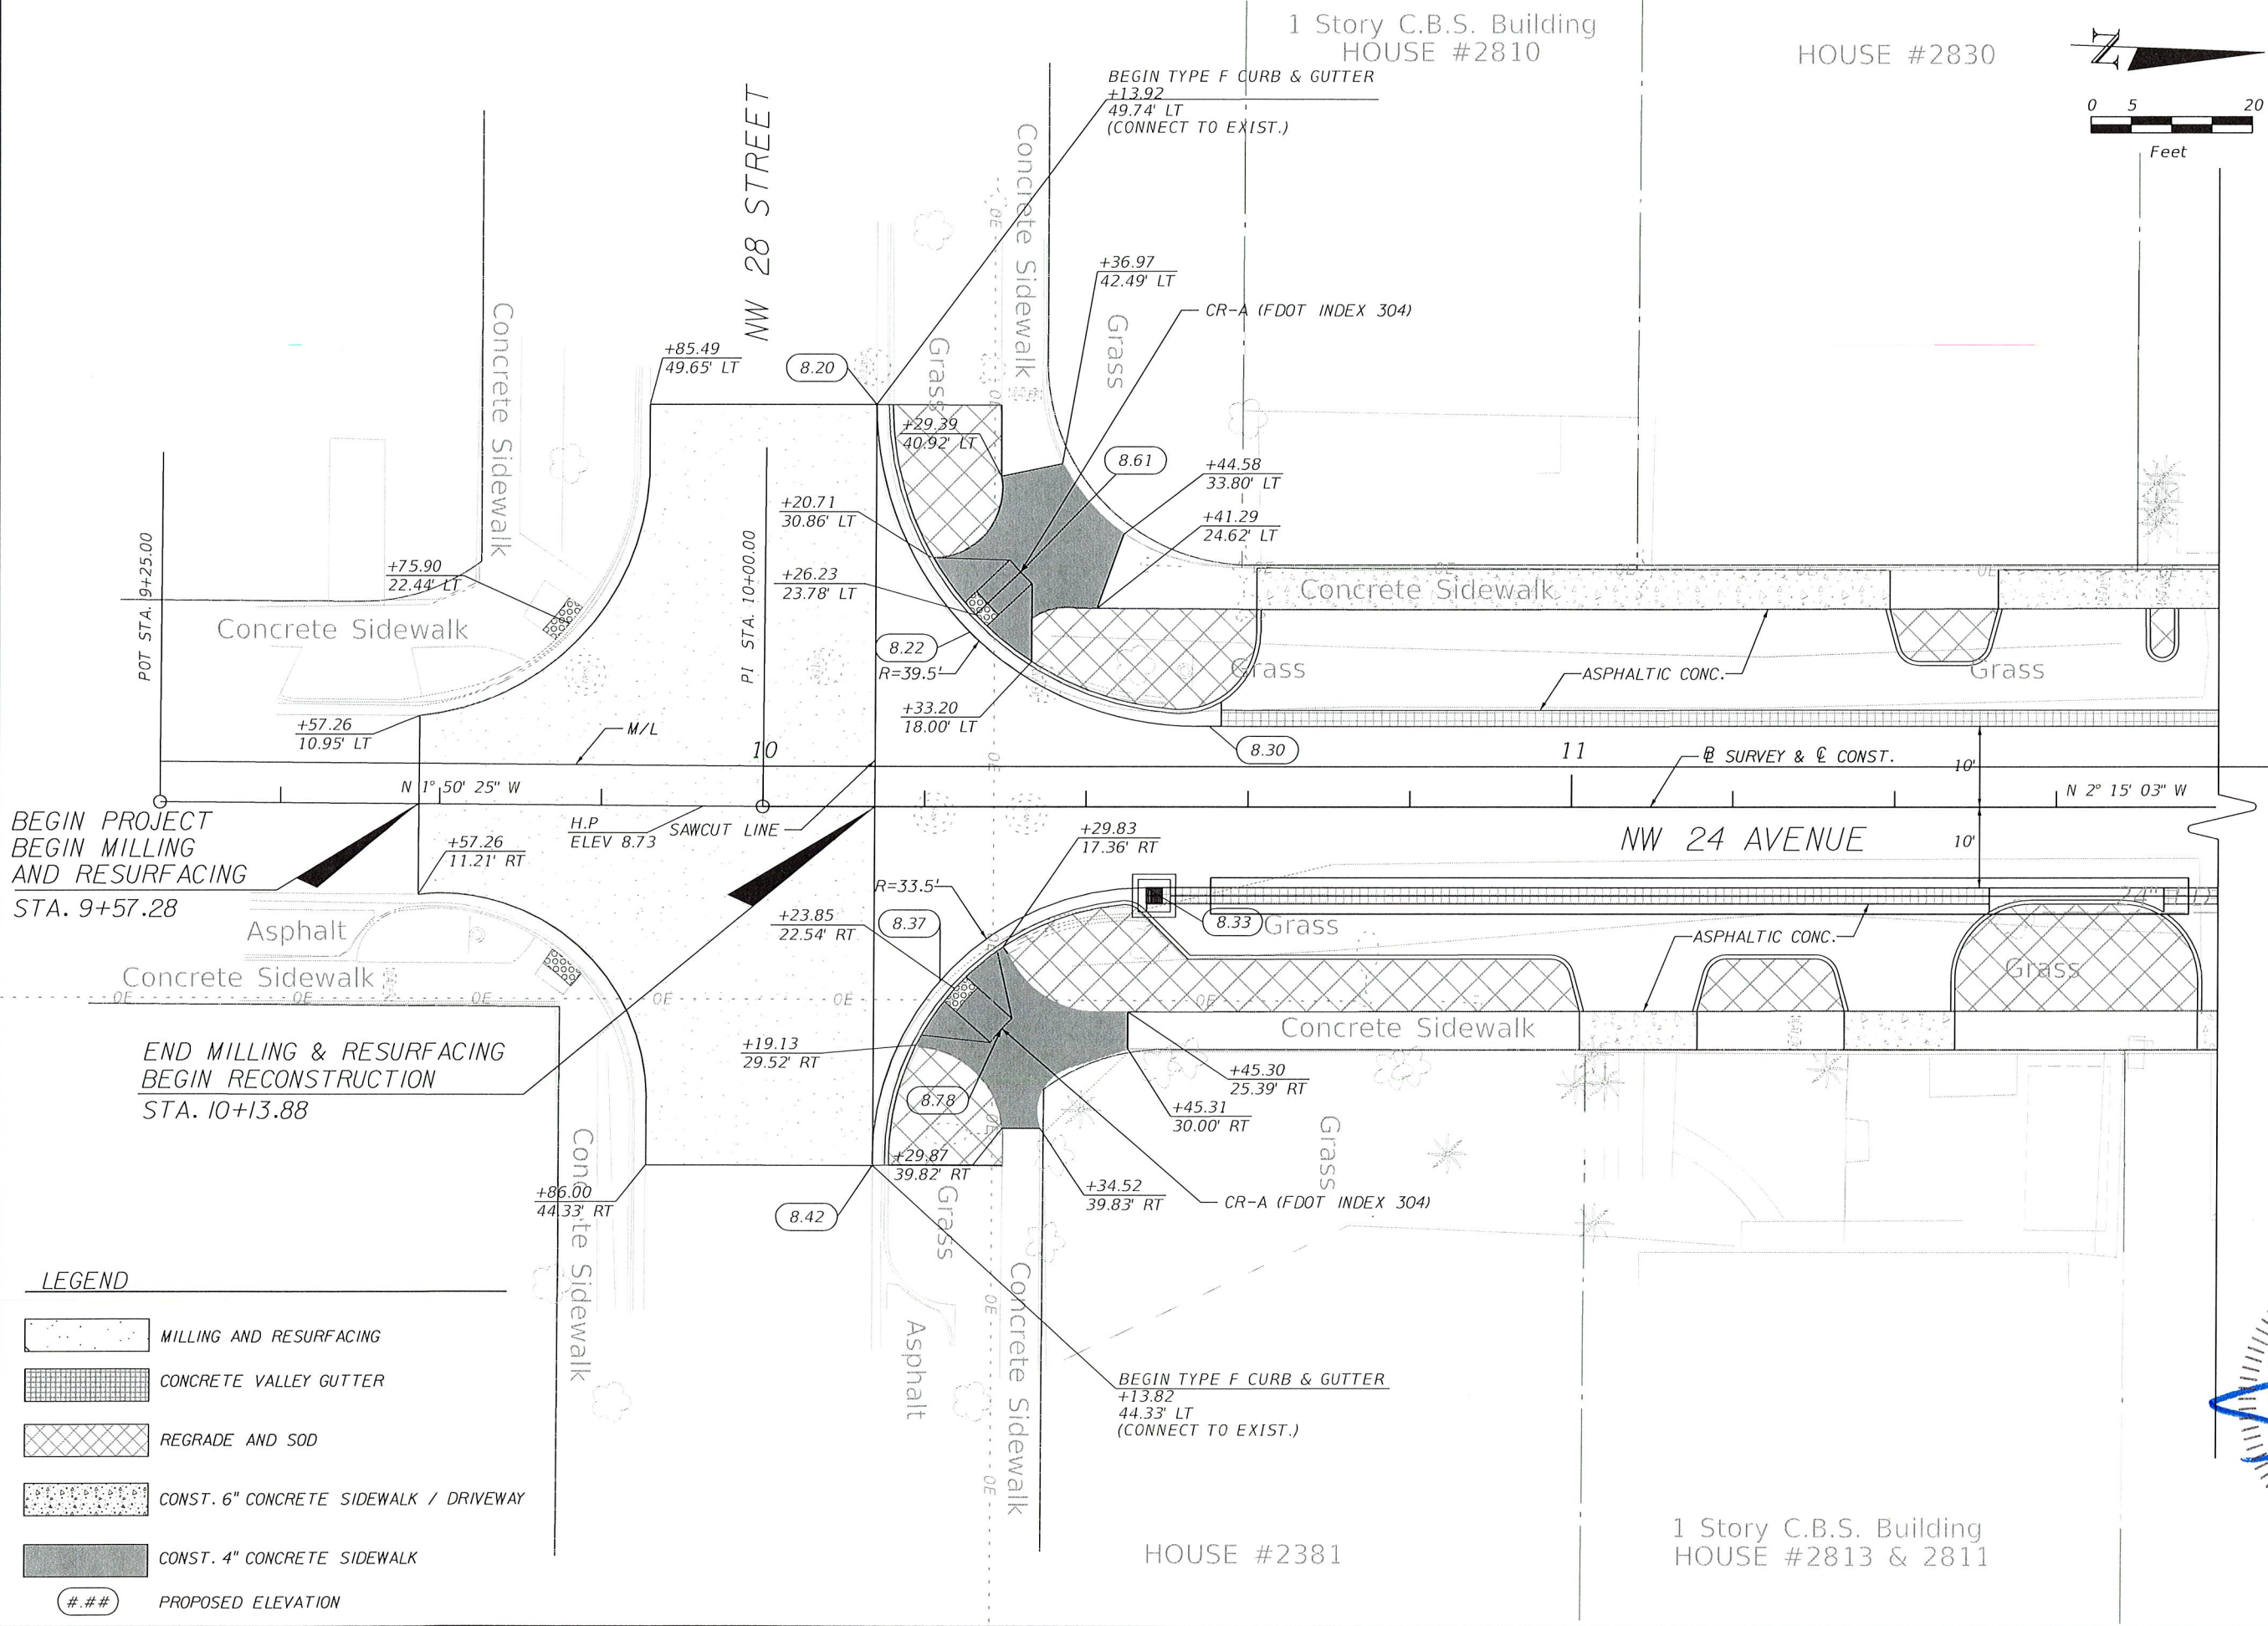 1 Story C.B.S. Building
HOUSE #2810
HOUSE #2830
N
0 5 20
Feet
BEGIN TYPE F CURB & GUTTER
+13.92
49.74' LT
(CONNECT TO EXIST.)
NW 28 STREET
Concrete Sidewalk
OE
+36.97
42.49' LT
CR-A (FDOT INDEX 304)
Grass
Grass
Concrete Sidewalk
+85.49
49.65' LT
8.20
+29.39
40.92' LT
8.61
+44.58
33.80' LT
+20.71
30.86' LT
+41.29
24.62' LT
POT STA. 9+25.00
PI STA. 10+00.00
+75.90
22.44' LT
+26.23
23.78' LT
Concrete Sidewalk
Concrete Sidewalk
8.22
R=39.5'
Grass
ASPHALTIC CONC.
Grass
+33.20
18.00' LT
+57.26
10.95' LT
M/L
10
8.30
11
B SURVEY & C CONST.
10'
N 1° 50' 25" W
N 2° 15' 03" W
BEGIN PROJECT
BEGIN MILLING
AND RESURFACING
STA. 9+57.28
H.P
ELEV 8.73
SAWCUT LINE
+57.26
11.21' RT
+29.83
17.36' RT
NW 24 AVENUE
10'
R=33.5'
+23.85
22.54' RT
8.37
8.33
Grass
ASPHALTIC CONC.
24"
Asphalt
Concrete Sidewalk
OE OE OE OE OE OE
Grass
Concrete Sidewalk
END MILLING & RESURFACING
BEGIN RECONSTRUCTION
STA. 10+13.88
+19.13
29.52' RT
8.78
+45.30
25.39' RT
+45.31
30.00' RT
+29.87
39.82' RT
+34.52
39.83' RT
CR-A (FDOT INDEX 304)
Grass
+86.00
44.33' RT
8.42
Grass
Concrete Sidewalk
Concrete Sidewalk
Asphalt
OE
OE
BEGIN TYPE F CURB & GUTTER
+13.82
44.33' LT
(CONNECT TO EXIST.)
LEGEND
MILLING AND RESURFACING
CONCRETE VALLEY GUTTER
REGRADE AND SOD
CONST. 6" CONCRETE SIDEWALK / DRIVEWAY
CONST. 4" CONCRETE SIDEWALK
#.## PROPOSED ELEVATION
HOUSE #2381
1 Story C.B.S. Building
HOUSE #2813 & 2811